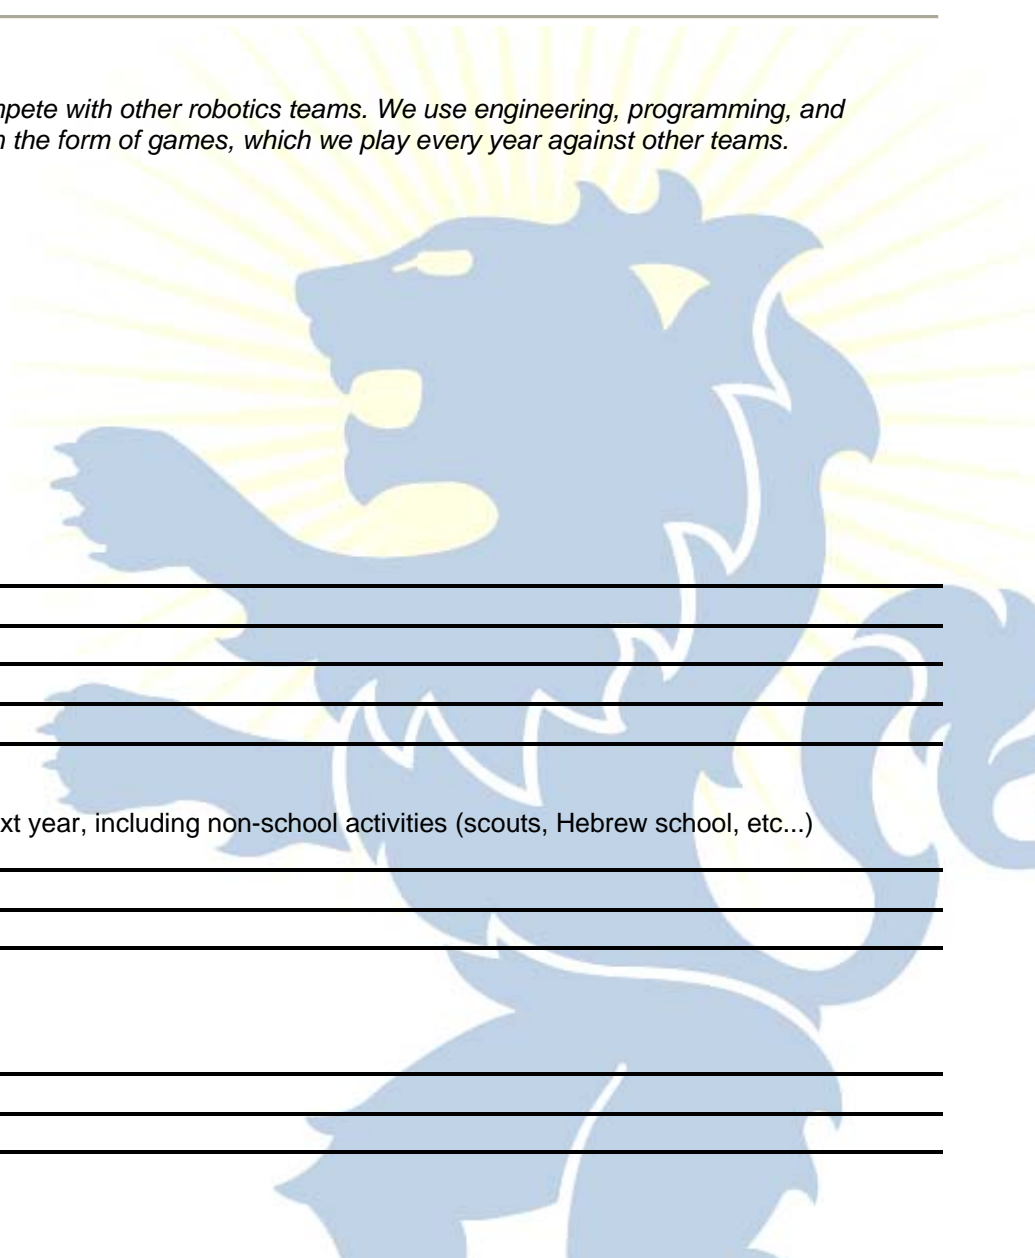 mpete with other robotics teams. We use engineering, programming, and
n the form of games, which we play every year against other teams.
xt year, including non-school activities (scouts, Hebrew school, etc...)